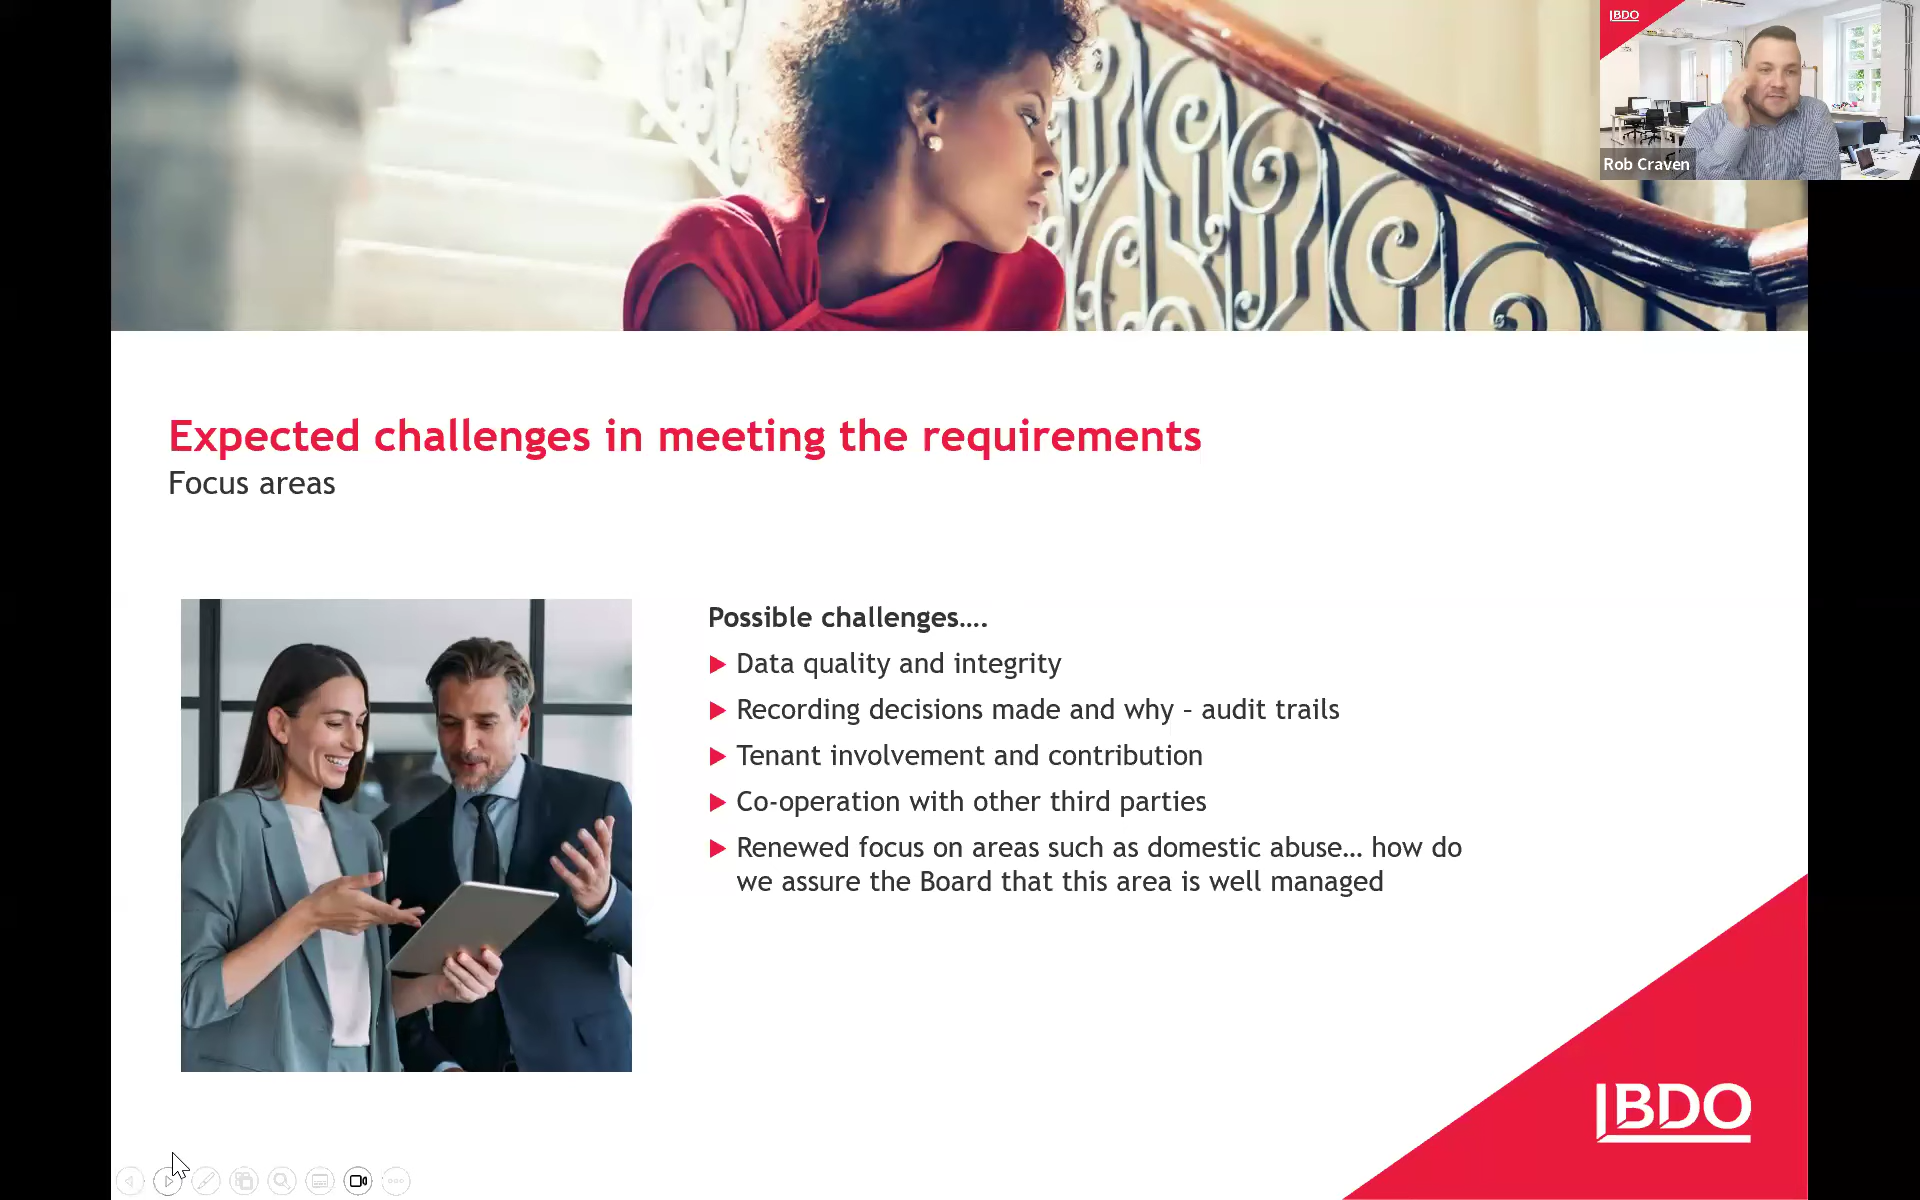 BDO
Rob Craven
Expected challenges in meeting the requirements
Focus areas
Possible challenges....
Data quality and integrity
Recording decisions made and why – audit trails
Tenant involvement and contribution
Co-operation with other third parties
Renewed focus on areas such as domestic abuse… how do
we assure the Board that this area is well managed
BDO